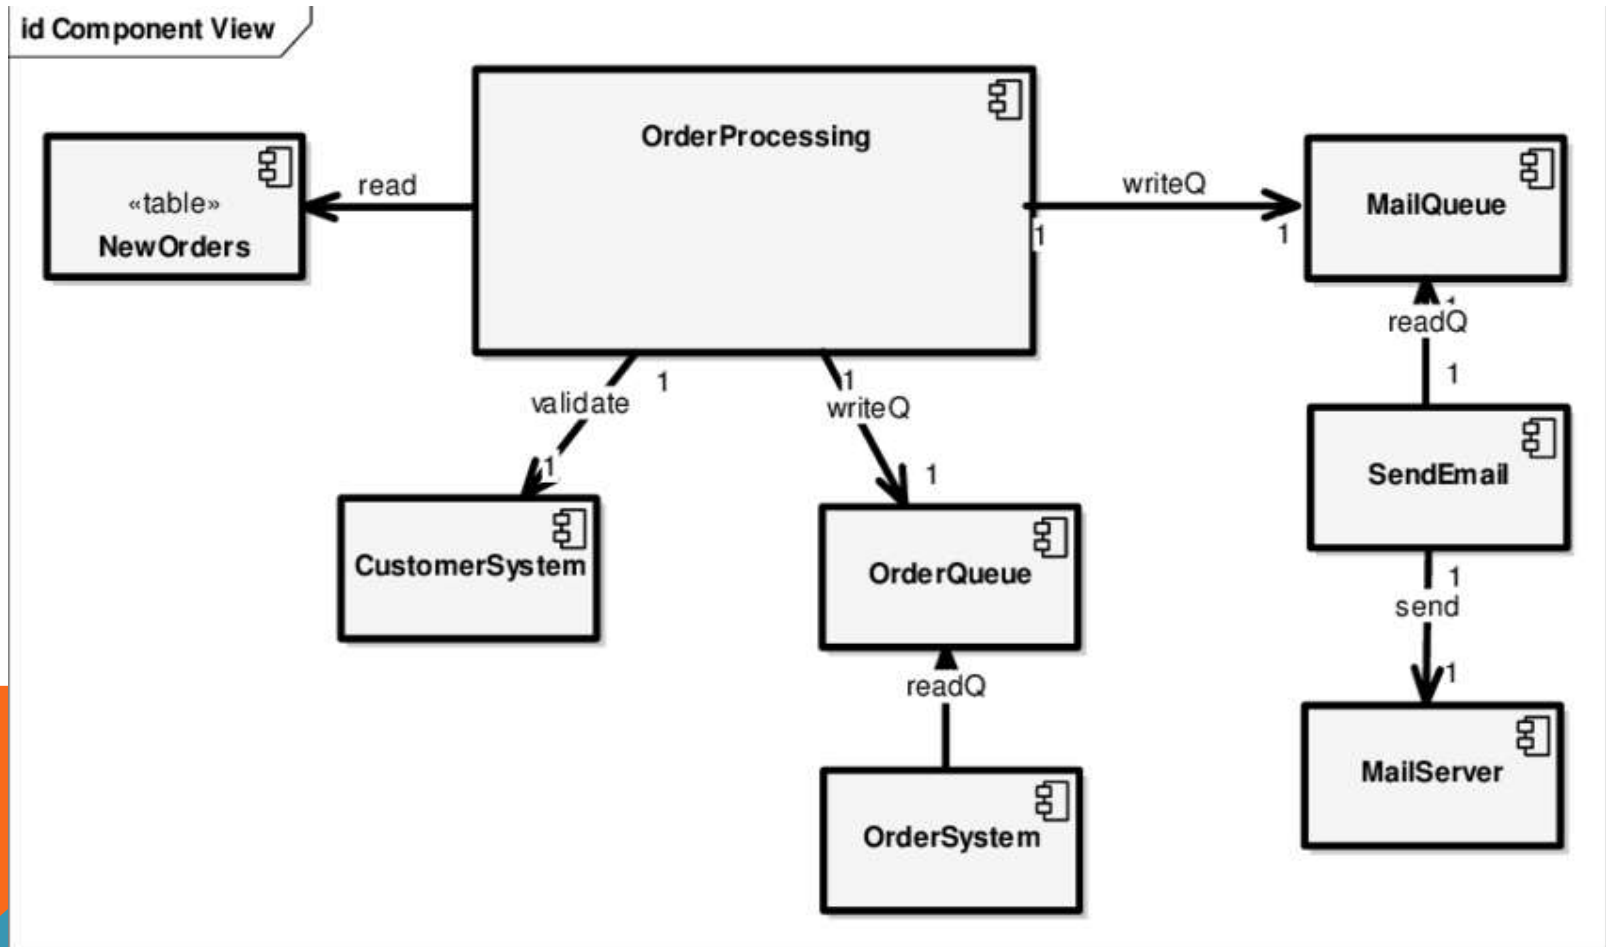 id Component View
OrderProcessing
«table»
NewOrders
read
writeQ
1
1
MailQueue
1
readQ
1
validate
1
1
writeQ
1
1
SendEmail
CustomerSystem
OrderQueue
1
send
1
readQ
MailServer
OrderSystem